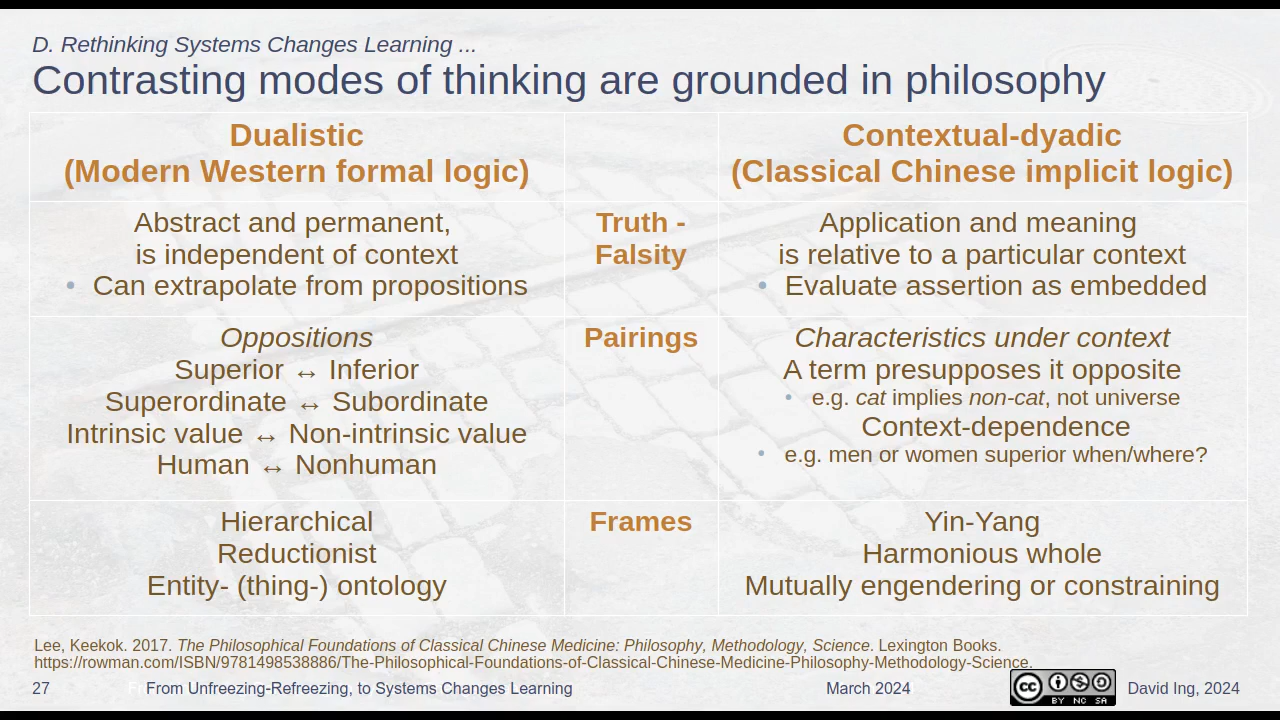 D. Rethinking Systems Changes Learning ...
Contrasting modes of thinking are grounded in philosophy
Dualistic
(Modern Western formal logic)
Contextual-dyadic
(Classical Chinese implicit logic)
Abstract and permanent,
is independent of context
• Can extrapolate from propositions
Truth -
Falsity
Application and meaning
is relative to a particular context
• Evaluate assertion as embedded
Oppositions
Superior ↔ Inferior
Superordinate ↔ Subordinate
Intrinsic value ↔ Non-intrinsic value
Human ↔ Nonhuman
Pairings
Characteristics under context
A term presupposes it opposite
• e.g. cat implies non-cat, not universe
Context-dependence
• e.g. men or women superior when/where?
Hierarchical
Reductionist
Entity- (thing-) ontology
Frames
Yin-Yang
Harmonious whole
Mutually engendering or constraining
Lee, Keekok. 2017. The Philosophical Foundations of Classical Chinese Medicine: Philosophy, Methodology, Science. Lexington Books.
https://rowman.com/ISBN/9781498538886/The-Philosophical-Foundations-of-Classical-Chinese-Medicine-Philosophy-Methodology-Science.
27
From Unfreezing-Refreezing, to Systems Changes Learning
March 2024
cc
BY NC SA
David Ing, 2024